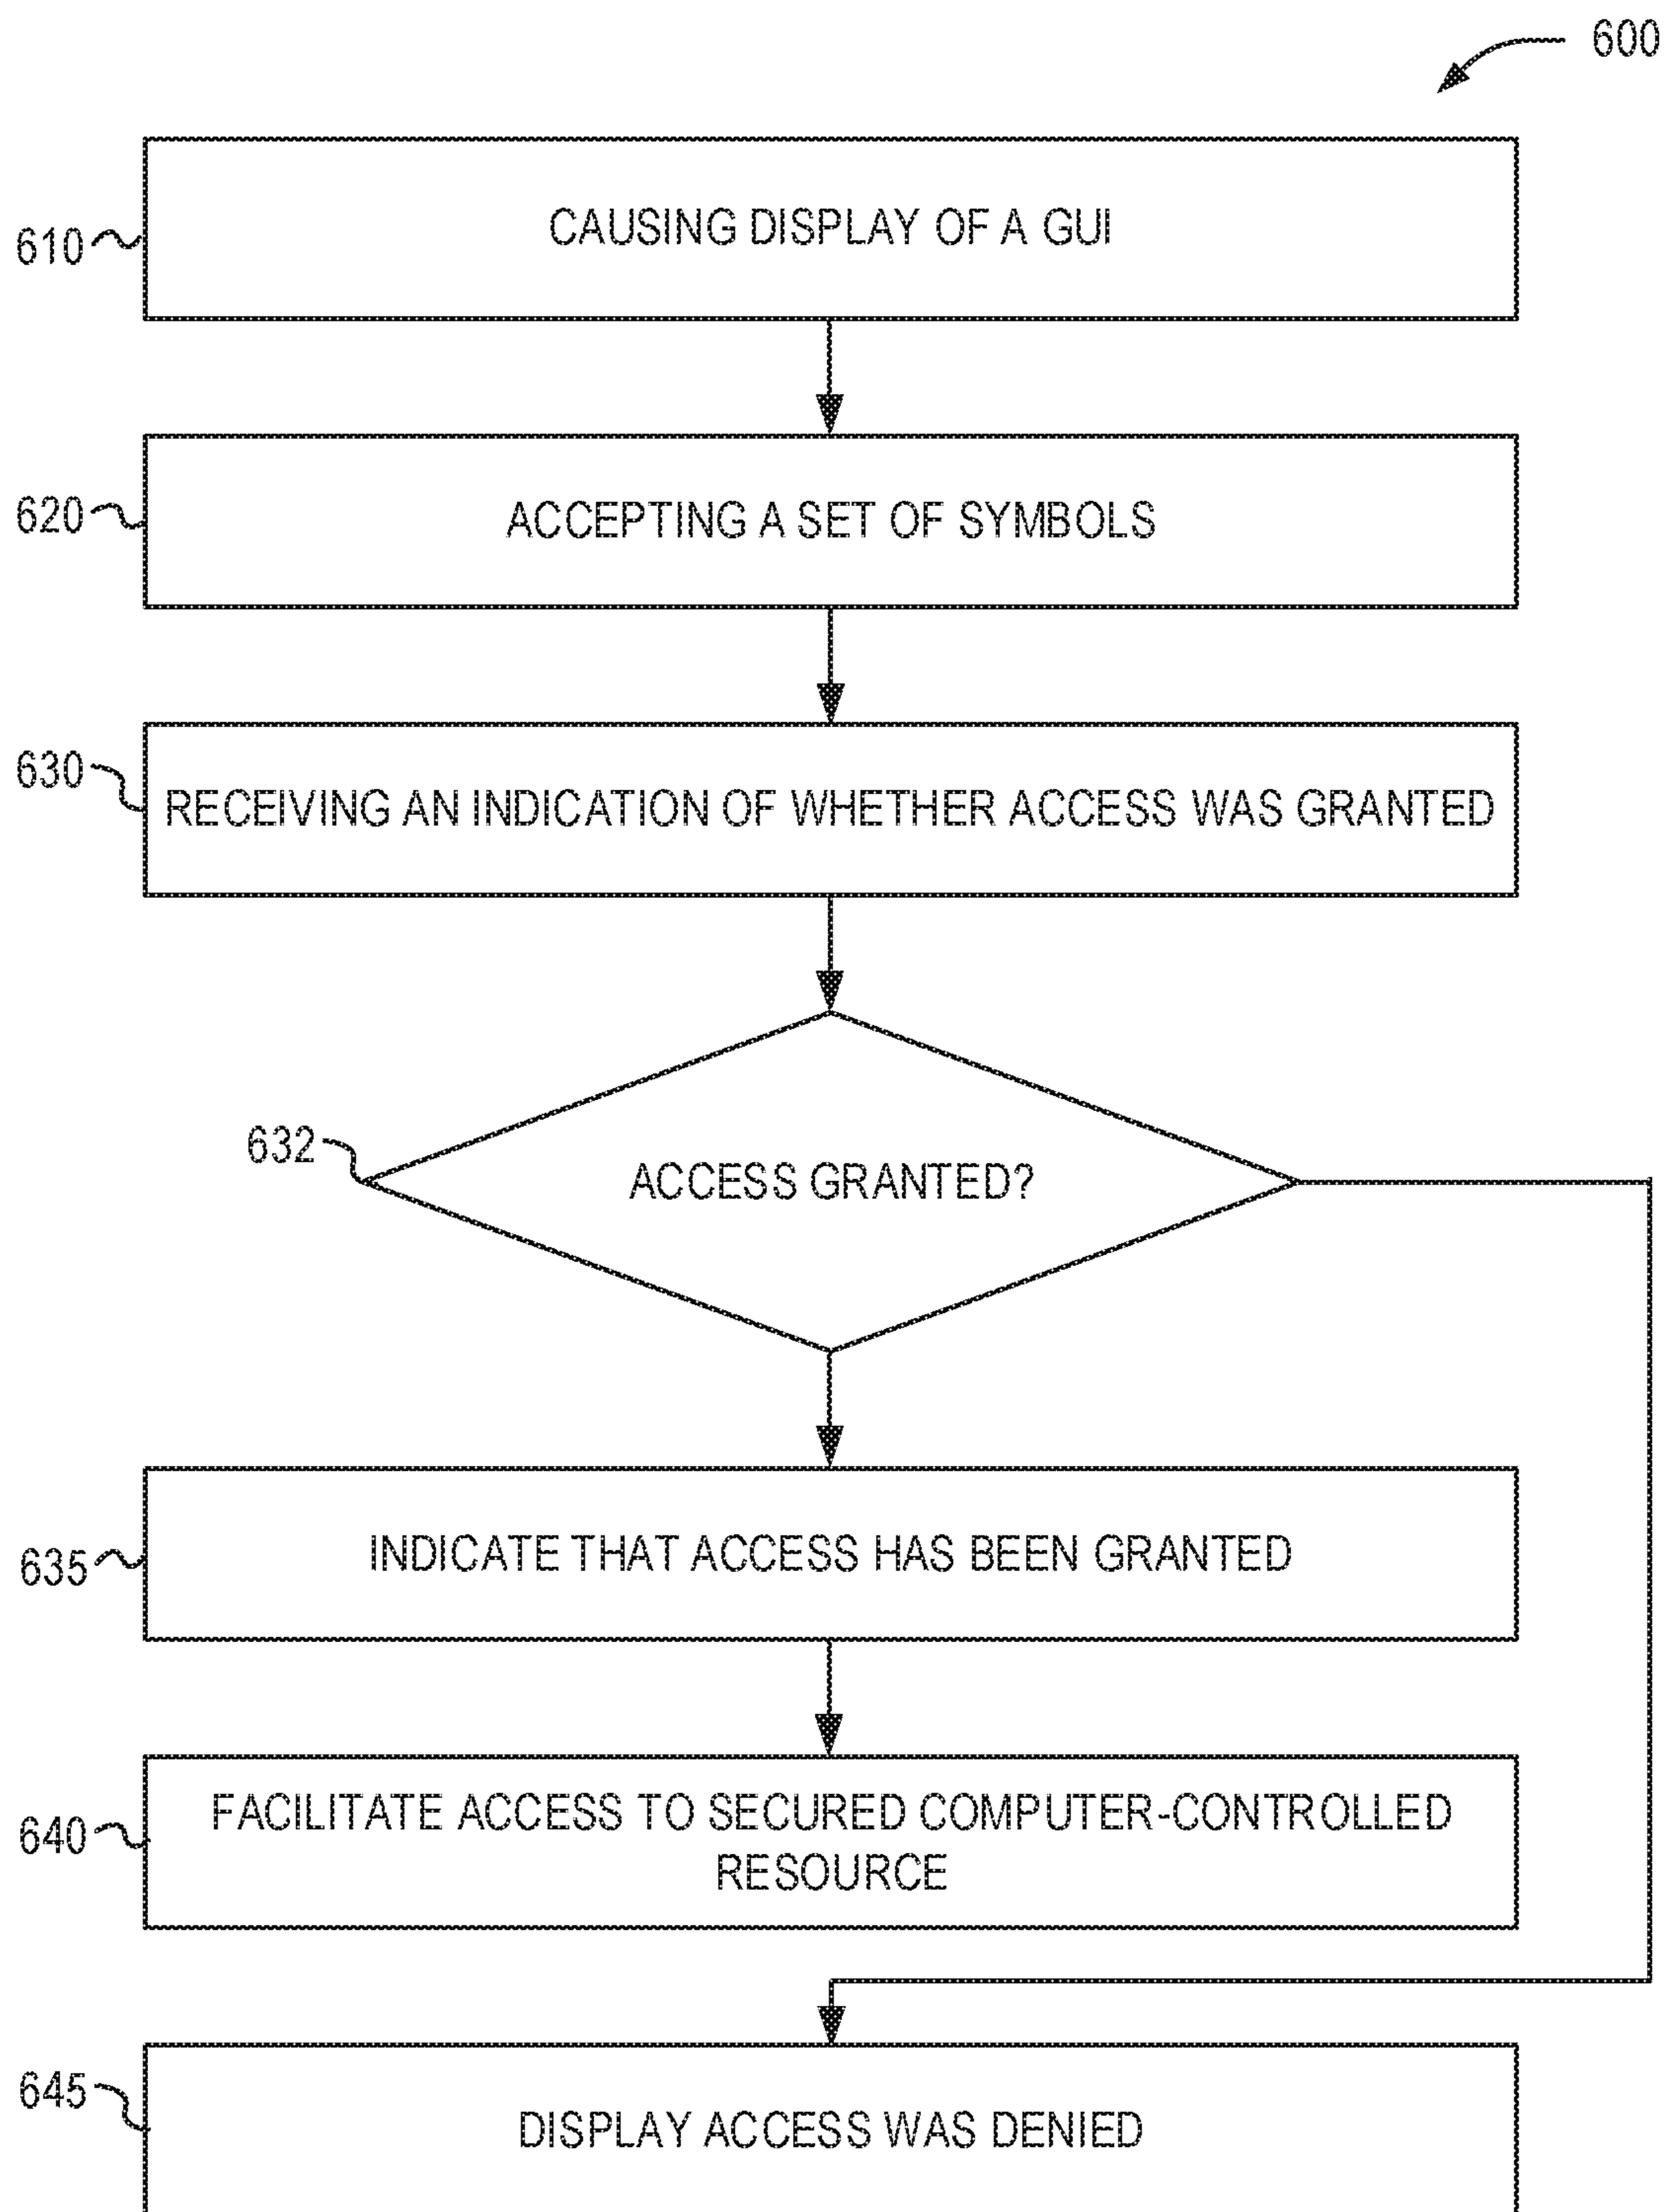 600
610
CAUSING DISPLAY OF A GUI
620
ACCEPTING A SET OF SYMBOLS
630
RECEIVING AN INDICATION OF WHETHER ACCESS WAS GRANTED
632
ACCESS GRANTED?
635
INDICATE THAT ACCESS HAS BEEN GRANTED
640
FACILITATE ACCESS TO SECURED COMPUTER-CONTROLLED
RESOURCE
645
DISPLAY ACCESS WAS DENIED